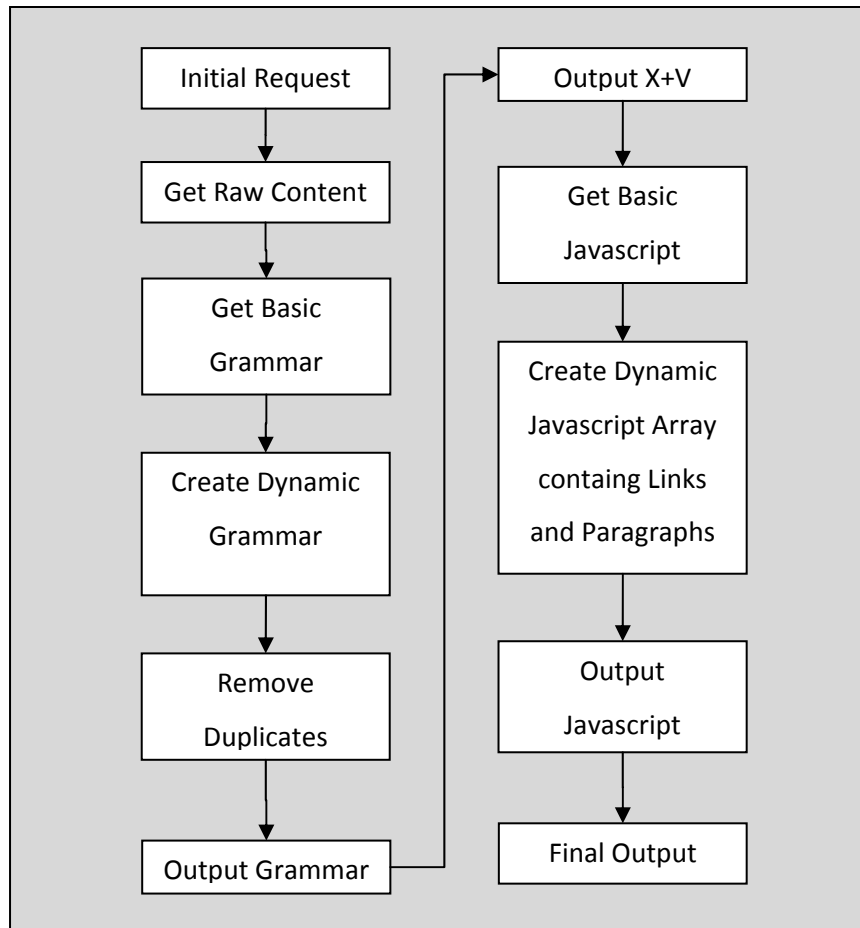 Initial Request
Get Raw Content
Get Basic
Grammar
Create Dynamic
Grammar
Remove
Duplicates
Output Grammar
Output X+V
Get Basic
Javascript
Create Dynamic
Javascript Array
containg Links
and Paragraphs
Output
Javascript
Final Output